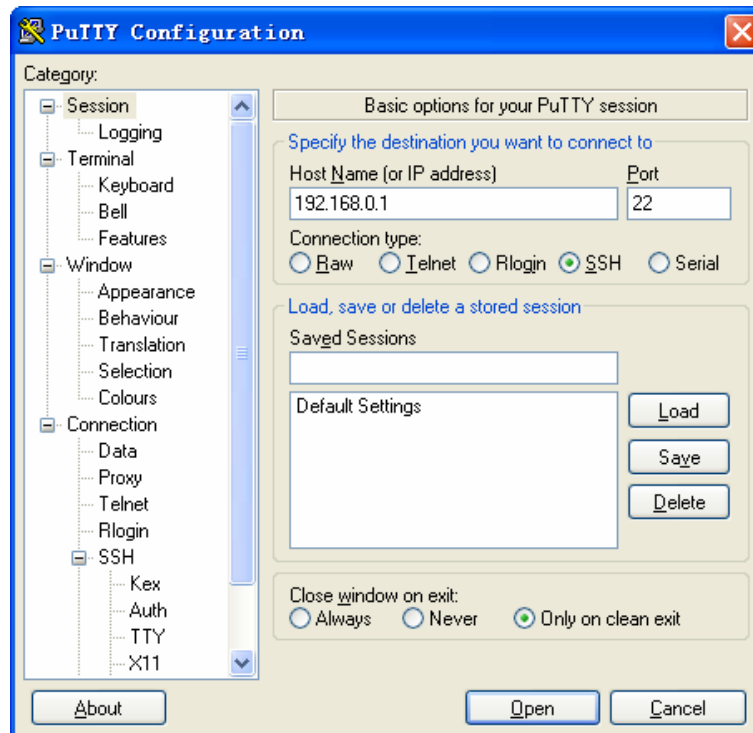 PuTTY Configuration
Category:
Session
Logging
Terminal
Keyboard
Bell
Features
Window
Appearance
Behaviour
Translation
Selection
Colours
Connection
Data
Proxy
Telnet
Rlogin
SSH
Kex
Auth
TTY
X11
Basic options for your PuTTY session
Specify the destination you want to connect to
Host Name (or IP address) Port
192.168.0.1 22
Connection type:
Raw Telnet Rlogin SSH Serial
Load, save or delete a stored session
Saved Sessions
Default Settings
Load
Save
Delete
Close window on exit:
Always Never Only on clean exit
About Open Cancel